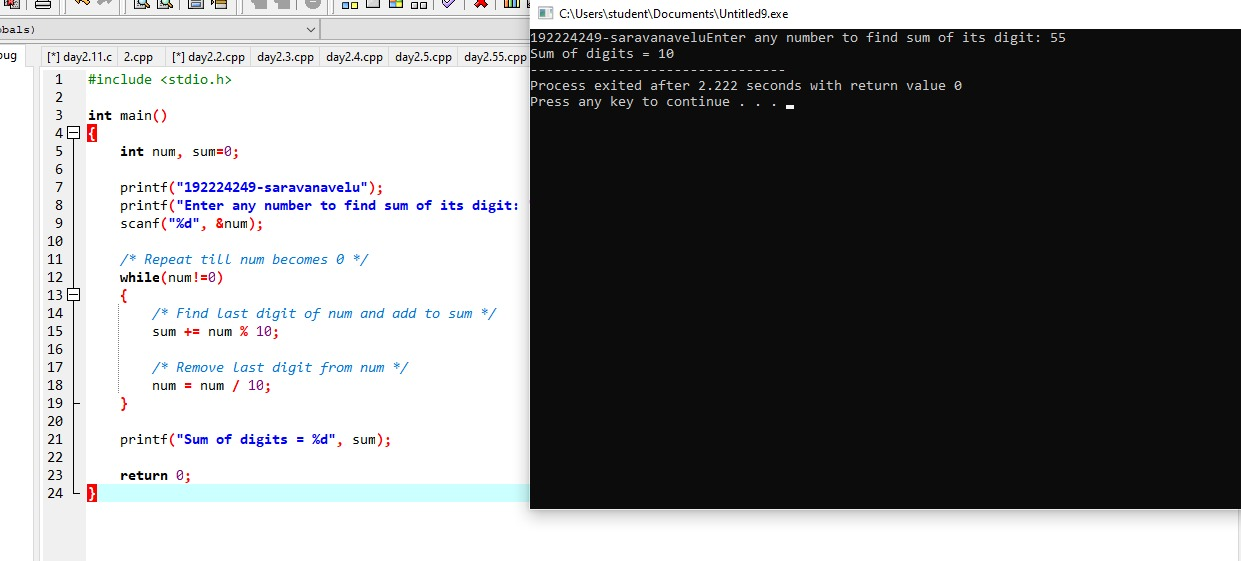 C:\Users\student\Documents\Untitled9.exe
bals)
bug
[*] day2.11.c 2.cpp [*] day2.2.cpp day2.3.cpp day2.4.cpp day2.5.cpp day2.55.cpp
1 #include <stdio.h>
2
3 int main()
4 {
5 int num, sum=0;
6
7 printf("192224249-saravanavelu");
8 printf("Enter any number to find sum of its digit: "
9 scanf("%d", &num);
10
11 /* Repeat till num becomes 0 */
12 while(num!=0)
13 {
14 /* Find last digit of num and add to sum */
15 sum += num % 10;
16
17 /* Remove last digit from num */
18 num = num / 10;
19 }
20
21 printf("Sum of digits = %d", sum);
22
23 return 0;
24 }
192224249-saravanaveluEnter any number to find sum of its digit: 55
Sum of digits = 10
--------------------------------
Process exited after 2.222 seconds with return value 0
Press any key to continue . . .